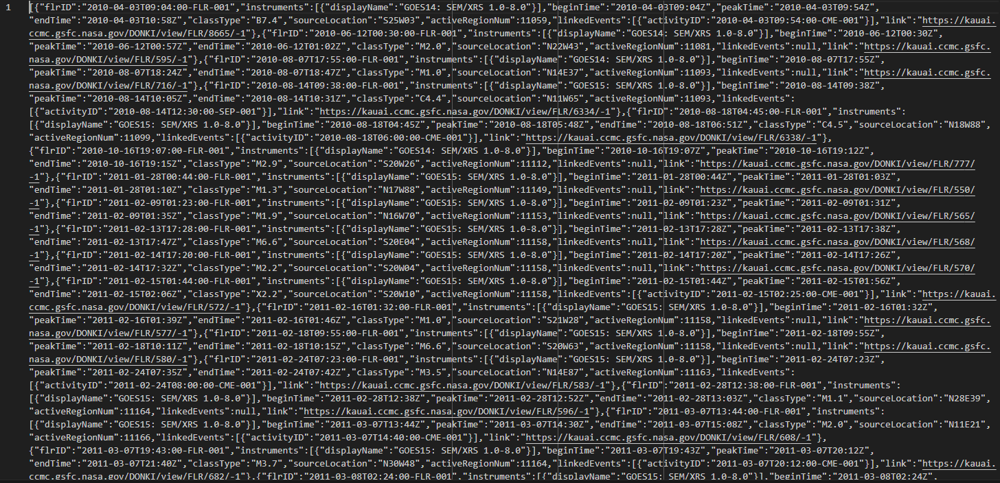 1 [{"flrID":"2010-04-03T09:04:00-FLR-001","instruments":[{"displayName":"GOES14: SEM/XRS 1.0-8.0"}],"beginTime":"2010-04-03T09:04Z","peakTime":"2010-04-03T09:54Z",
"endTime":"2010-04-03T10:58Z","classType":"B7.4","sourceLocation":"S25W03","activeRegionNum":11059,"linkedEvents":[{"activityID":"2010-04-03T09:54:00-CME-001"}],"link":"https://kauai.
ccmc.gsfc.nasa.gov/DONKI/view/FLR/8665/-1"},{"flrID":"2010-06-12T00:30:00-FLR-001","instruments":[{"displayName":"GOES14: SEM/XRS 1.0-8.0"}],"beginTime":"2010-06-12T00:30Z",
"peakTime":"2010-06-12T00:57Z","endTime":"2010-06-12T01:02Z","classType":"M2.0","sourceLocation":"N22W43","activeRegionNum":11081,"linkedEvents":null,"link":"https://kauai.ccmc.gsfc.
nasa.gov/DONKI/view/FLR/595/-1"},{"flrID":"2010-08-07T17:55:00-FLR-001","instruments":[{"displayName":"GOES14: SEM/XRS 1.0-8.0"}],"beginTime":"2010-08-07T17:55Z",
"peakTime":"2010-08-07T18:24Z","endTime":"2010-08-07T18:47Z","classType":"M1.0","sourceLocation":"N14E37","activeRegionNum":11093,"linkedEvents":null,"link":"https://kauai.ccmc.gsfc.
nasa.gov/DONKI/view/FLR/716/-1"},{"flrID":"2010-08-14T09:38:00-FLR-001","instruments":[{"displayName":"GOES15: SEM/XRS 1.0-8.0"}],"beginTime":"2010-08-14T09:38Z",
"peakTime":"2010-08-14T10:05Z","endTime":"2010-08-14T10:31Z","classType":"C4.4","sourceLocation":"N11W65","activeRegionNum":11093,"linkedEvents":
[{"activityID":"2010-08-14T12:30:00-SEP-001"}],"link":"https://kauai.ccmc.gsfc.nasa.gov/DONKI/view/FLR/6334/-1"},{"flrID":"2010-08-18T04:45:00-FLR-001","instruments":
[{"displayName":"GOES15: SEM/XRS 1.0-8.0"}],"beginTime":"2010-08-18T04:45Z","peakTime":"2010-08-18T05:48Z","endTime":"2010-08-18T06:51Z","classType":"C4.5","sourceLocation":"N18W88",
"activeRegionNum":11099,"linkedEvents":[{"activityID":"2010-08-18T06:00:00-CME-001"}],"link":"https://kauai.ccmc.gsfc.nasa.gov/DONKI/view/FLR/6338/-1"},
{"flrID":"2010-10-16T19:07:00-FLR-001","instruments":[{"displayName":"GOES14: SEM/XRS 1.0-8.0"}],"beginTime":"2010-10-16T19:07Z","peakTime":"2010-10-16T19:12Z",
"endTime":"2010-10-16T19:15Z","classType":"M2.9","sourceLocation":"S20W26","activeRegionNum":11112,"linkedEvents":null,"link":"https://kauai.ccmc.gsfc.nasa.gov/DONKI/view/FLR/777/
-1"},{"flrID":"2011-01-28T00:44:00-FLR-001","instruments":[{"displayName":"GOES15: SEM/XRS 1.0-8.0"}],"beginTime":"2011-01-28T00:44Z","peakTime":"2011-01-28T01:03Z",
"endTime":"2011-01-28T01:10Z","classType":"M1.3","sourceLocation":"N17W88","activeRegionNum":11149,"linkedEvents":null,"link":"https://kauai.ccmc.gsfc.nasa.gov/DONKI/view/FLR/550/
-1"},{"flrID":"2011-02-09T01:23:00-FLR-001","instruments":[{"displayName":"GOES15: SEM/XRS 1.0-8.0"}],"beginTime":"2011-02-09T01:23Z","peakTime":"2011-02-09T01:31Z",
"endTime":"2011-02-09T01:35Z","classType":"M1.9","sourceLocation":"N16W70","activeRegionNum":11153,"linkedEvents":null,"link":"https://kauai.ccmc.gsfc.nasa.gov/DONKI/view/FLR/565/
-1"},{"flrID":"2011-02-13T17:28:00-FLR-001","instruments":[{"displayName":"GOES15: SEM/XRS 1.0-8.0"}],"beginTime":"2011-02-13T17:28Z","peakTime":"2011-02-13T17:38Z",
"endTime":"2011-02-13T17:47Z","classType":"M6.6","sourceLocation":"S20E04","activeRegionNum":11158,"linkedEvents":null,"link":"https://kauai.ccmc.gsfc.nasa.gov/DONKI/view/FLR/568/
-1"},{"flrID":"2011-02-14T17:20:00-FLR-001","instruments":[{"displayName":"GOES15: SEM/XRS 1.0-8.0"}],"beginTime":"2011-02-14T17:20Z","peakTime":"2011-02-14T17:26Z",
"endTime":"2011-02-14T17:32Z","classType":"M2.2","sourceLocation":"S20W04","activeRegionNum":11158,"linkedEvents":null,"link":"https://kauai.ccmc.gsfc.nasa.gov/DONKI/view/FLR/570/
-1"},{"flrID":"2011-02-15T01:44:00-FLR-001","instruments":[{"displayName":"GOES15: SEM/XRS 1.0-8.0"}],"beginTime":"2011-02-15T01:44Z","peakTime":"2011-02-15T01:56Z",
"endTime":"2011-02-15T02:06Z","classType":"X2.2","sourceLocation":"S20W10","activeRegionNum":11158,"linkedEvents":[{"activityID":"2011-02-15T02:25:00-CME-001"}],"link":"https://kauai.
ccmc.gsfc.nasa.gov/DONKI/view/FLR/572/-1"},{"flrID":"2011-02-16T01:32:00-FLR-001","instruments":[{"displayName":"GOES15: SEM/XRS 1.0-8.0"}],"beginTime":"2011-02-16T01:32Z",
"peakTime":"2011-02-16T01:39Z","endTime":"2011-02-16T01:46Z","classType":"M1.0","sourceLocation":"S21W28","activeRegionNum":11158,"linkedEvents":null,"link":"https://kauai.ccmc.gsfc.
nasa.gov/DONKI/view/FLR/577/-1"},{"flrID":"2011-02-18T09:55:00-FLR-001","instruments":[{"displayName":"GOES15: SEM/XRS 1.0-8.0"}],"beginTime":"2011-02-18T09:55Z",
"peakTime":"2011-02-18T10:11Z","endTime":"2011-02-18T10:15Z","classType":"M6.6","sourceLocation":"S20W63","activeRegionNum":11158,"linkedEvents":null,"link":"https://kauai.ccmc.gsfc.
nasa.gov/DONKI/view/FLR/580/-1"},{"flrID":"2011-02-24T07:23:00-FLR-001","instruments":[{"displayName":"GOES15: SEM/XRS 1.0-8.0"}],"beginTime":"2011-02-24T07:23Z",
"peakTime":"2011-02-24T07:35Z","endTime":"2011-02-24T07:42Z","classType":"M3.5","sourceLocation":"N14E87","activeRegionNum":11163,"linkedEvents":
[{"activityID":"2011-02-24T08:00:00-CME-001"}],"link":"https://kauai.ccmc.gsfc.nasa.gov/DONKI/view/FLR/583/-1"},{"flrID":"2011-02-28T12:38:00-FLR-001","instruments":
[{"displayName":"GOES15: SEM/XRS 1.0-8.0"}],"beginTime":"2011-02-28T12:38Z","peakTime":"2011-02-28T12:52Z","endTime":"2011-02-28T13:03Z","classType":"M1.1","sourceLocation":"N28E39",
"activeRegionNum":11164,"linkedEvents":null,"link":"https://kauai.ccmc.gsfc.nasa.gov/DONKI/view/FLR/596/-1"},{"flrID":"2011-03-07T13:44:00-FLR-001","instruments":
[{"displayName":"GOES15: SEM/XRS 1.0-8.0"}],"beginTime":"2011-03-07T13:44Z","peakTime":"2011-03-07T14:30Z","endTime":"2011-03-07T15:08Z","classType":"M2.0","sourceLocation":"N11E21",
"activeRegionNum":11166,"linkedEvents":[{"activityID":"2011-03-07T14:40:00-CME-001"}],"link":"https://kauai.ccmc.gsfc.nasa.gov/DONKI/view/FLR/608/-1"},
{"flrID":"2011-03-07T19:43:00-FLR-001","instruments":[{"displayName":"GOES15: SEM/XRS 1.0-8.0"}],"beginTime":"2011-03-07T19:43Z","peakTime":"2011-03-07T20:12Z",
"endTime":"2011-03-07T21:40Z","classType":"M3.7","sourceLocation":"N30W48","activeRegionNum":11164,"linkedEvents":[{"activityID":"2011-03-07T20:12:00-CME-001"}],"link":"https://kauai.
ccmc.gsfc.nasa.gov/DONKI/view/FLR/682/-1"},{"flrID":"2011-03-08T02:24:00-FLR-001","instruments":[{"displayName":"GOES15: SEM/XRS 1.0-8.0"}],"beginTime":"2011-03-08T02:24Z",